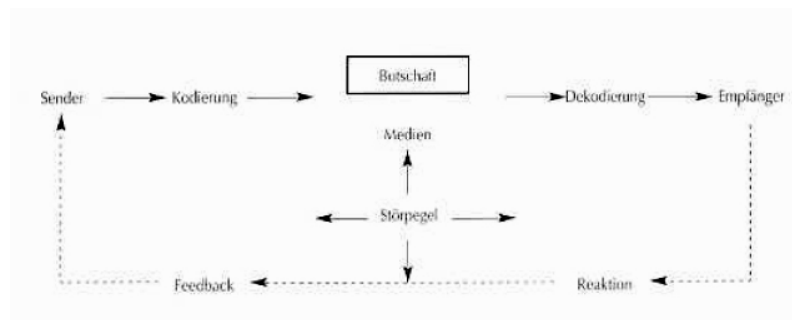 Botschaft
Sender Kodierung Dekodierung Empfänger
Medien
Störpegel
Feedback Reaktion